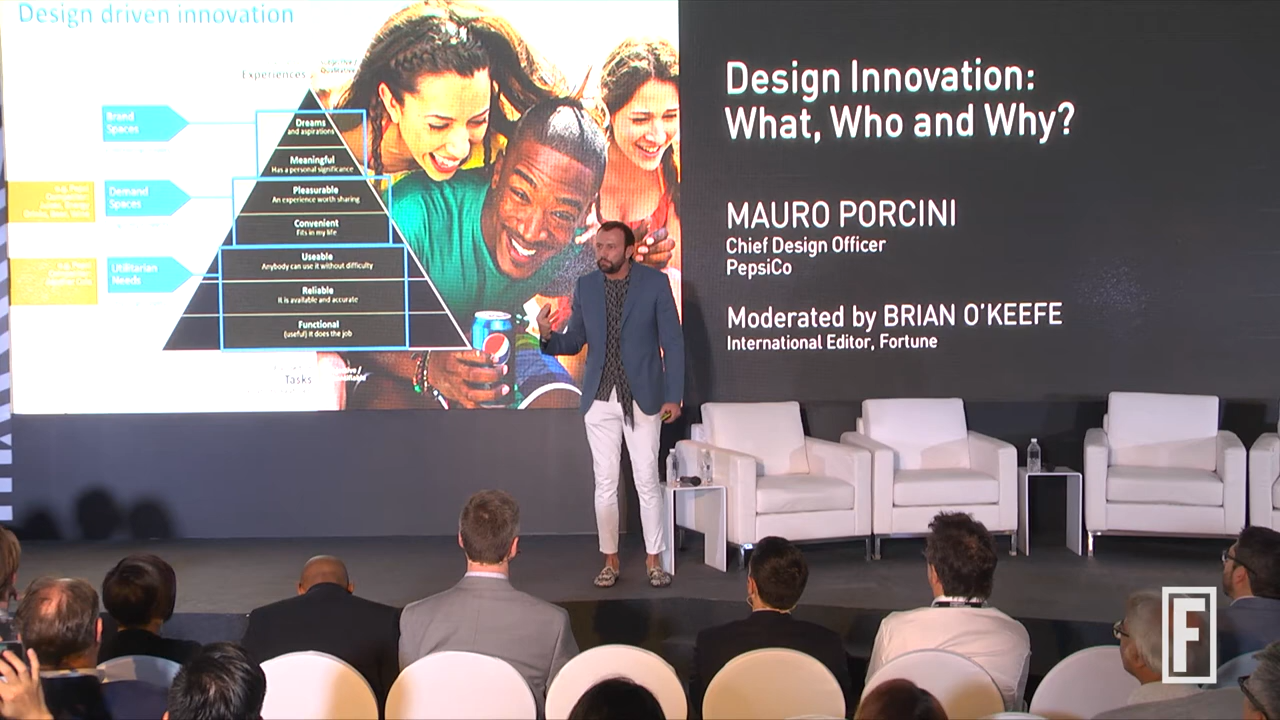 Design driven innovation
Experiences
Brand
Spaces
Dreams
and aspirations
Meaningful
Has a personal significance
Demand
Spaces
Pleasurable
An experience worth sharing
Convenient
Fits in my life
Utilitarian
Needs
Useable
Anybody can use it without difficulty
Reliable
It is available and accurate
Functional
(useful) it does the job
Tasks
Design Innovation:
What, Who and Why?
MAURO PORCINI
Chief Design Officer
PepsiCo
Moderated by BRIAN O'KEEFE
International Editor, Fortune
F